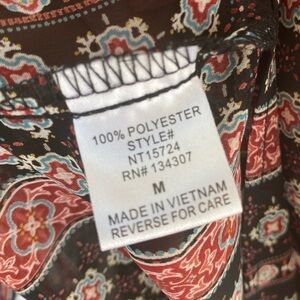 100% POLYESTER
STYLE#
NT15724
RN# 134307
M
MADE IN VIETNAM
REVERSE FOR CARE